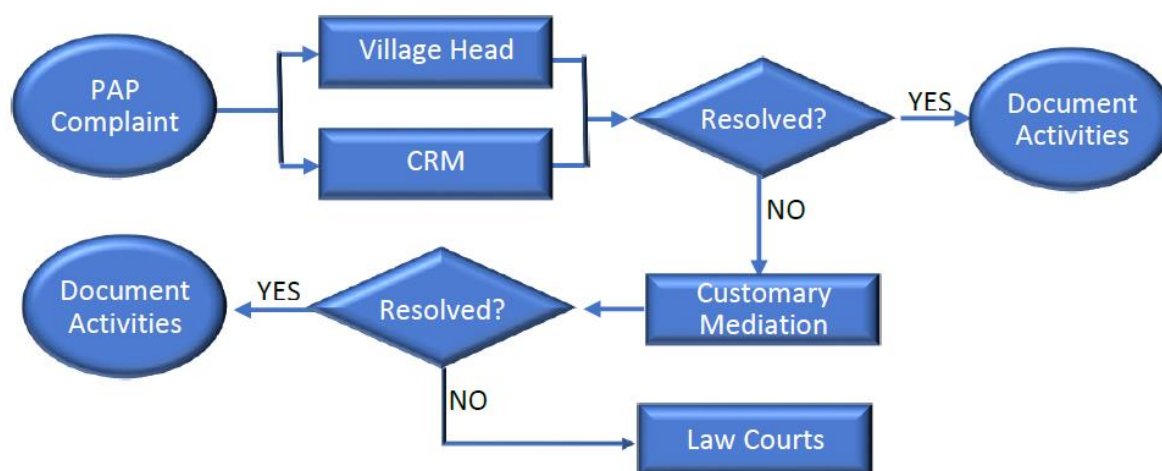 Village Head
PAP
Complaint
CRM
Resolved?
YES
Document
Activities
NO
Document
Activities
YES
Resolved?
Customary
Mediation
NO
Law Courts